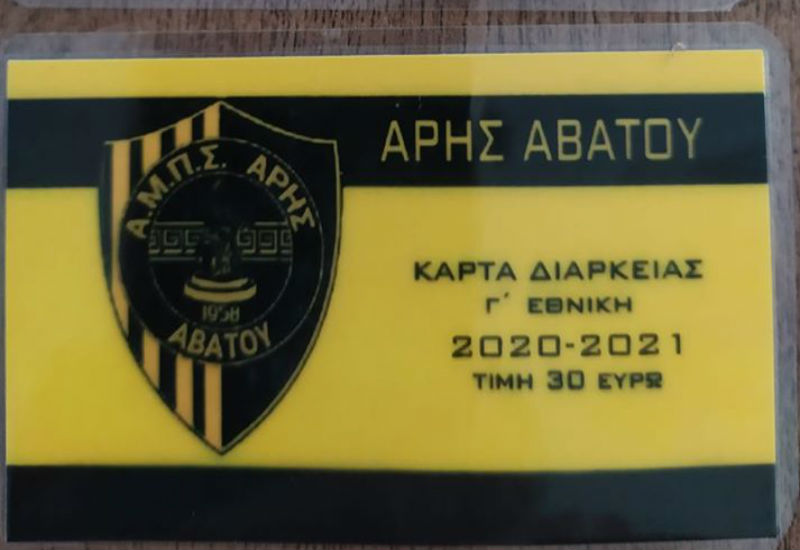 ΑΡΗΣ ΑΒΑΤΟΥ
Α.Μ.Π.Σ. ΑΡΗΣ
1958
ΑΒΑΤΟΥ
ΚΑΡΤΑ ΔΙΑΡΚΕΙΑΣ
Γ΄ ΕΘΝΙΚΗ
2020-2021
ΤΙΜΗ 30 ΕΥΡΩ